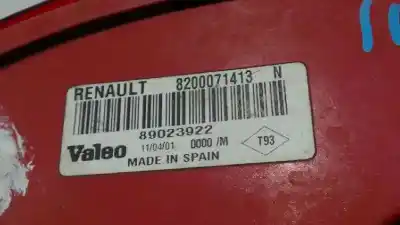 RENAULT 8200071413 N
89023922
Valeo 11/04/01 0000 /M T93
MADE IN SPAIN